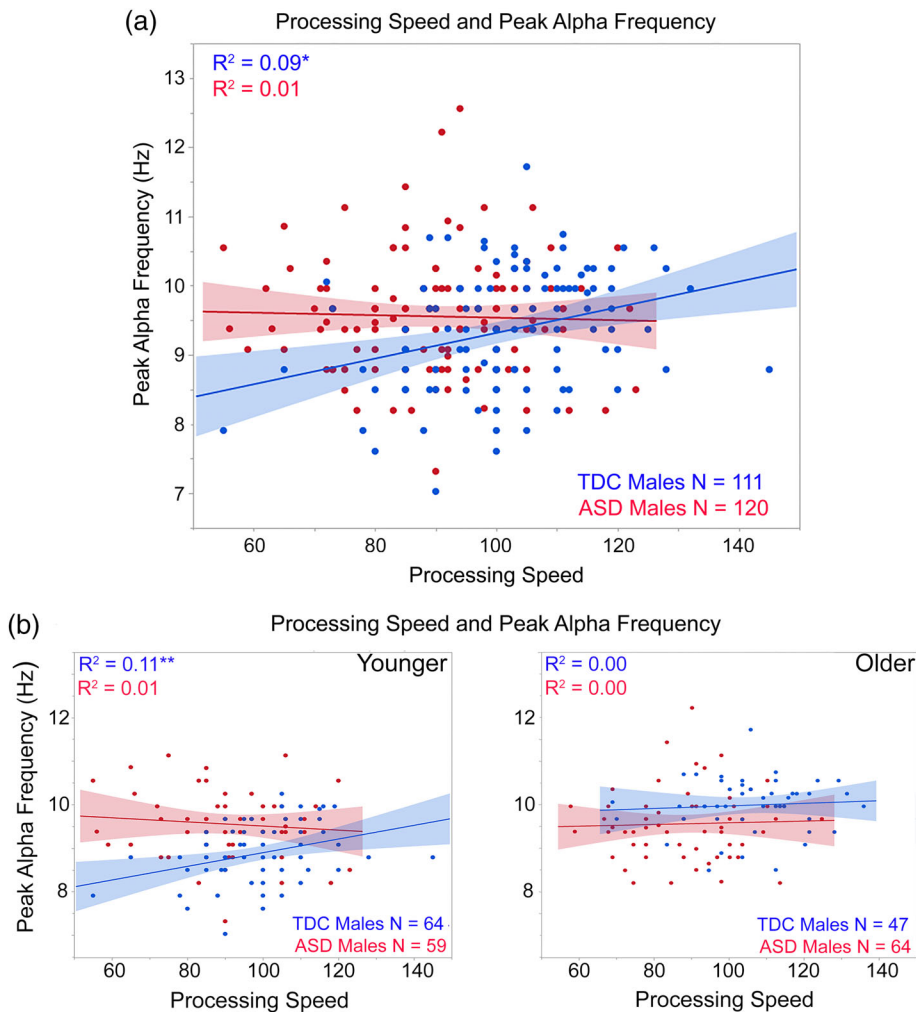 (a)
Processing Speed and Peak Alpha Frequency
R² = 0.09*
R² = 0.01
Peak Alpha Frequency (Hz)
13
12
11
10
9
8
7
TDC Males N = 111
ASD Males N = 120
60 80 100 120 140
Processing Speed
(b)
Processing Speed and Peak Alpha Frequency
R² = 0.11**
R² = 0.01
Younger
Peak Alpha Frequency (Hz)
12
10
8
TDC Males N = 64
ASD Males N = 59
60 80 100 120 140
Processing Speed
R² = 0.00
R² = 0.00
Older
12
10
8
TDC Males N = 47
ASD Males N = 64
60 80 100 120 140
Processing Speed